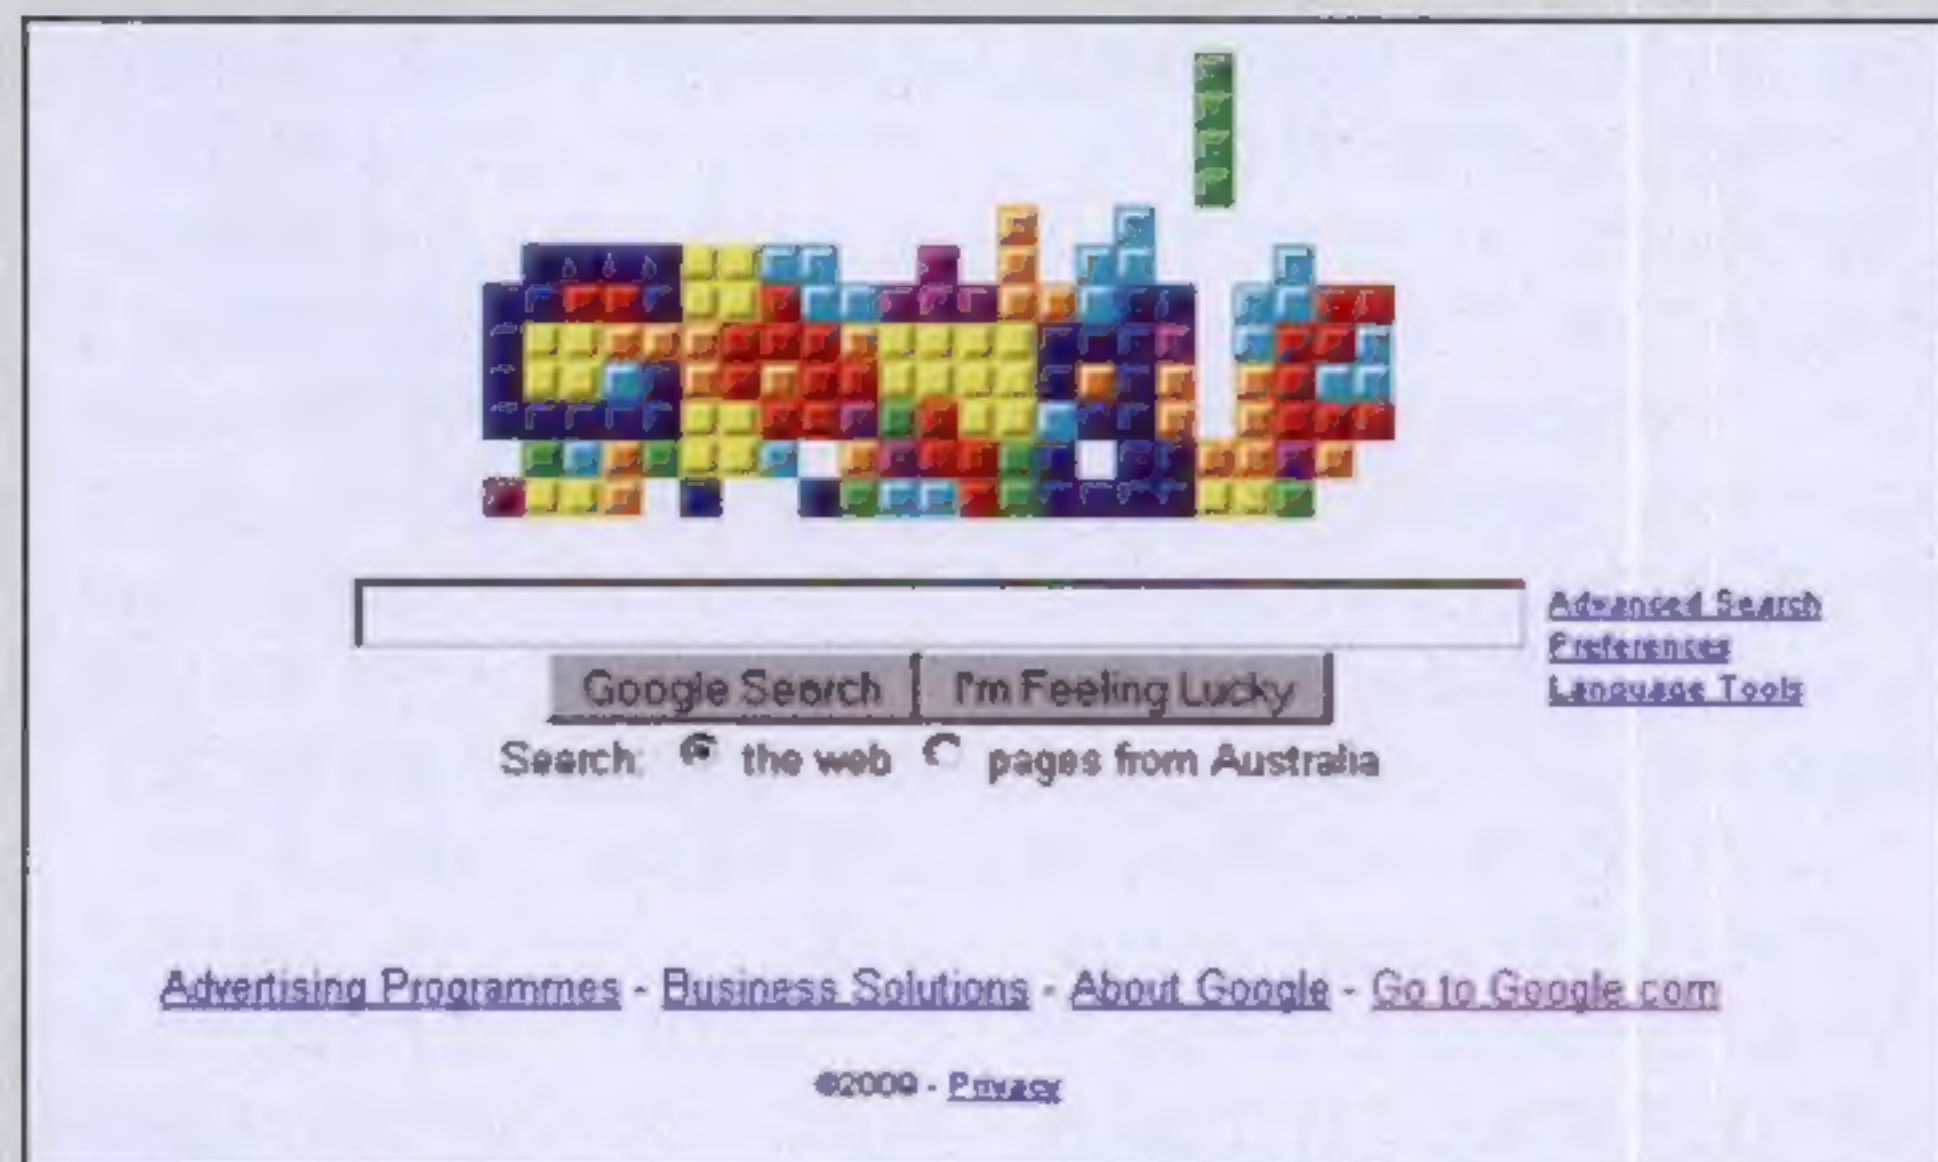 Advanced Search
Preferences
Language Tools
Google Search I'm Feeling Lucky
Search: the web pages from Australia
Advertising Programmes - Business Solutions - About Google - Go to Google.com
©2009 - Privacy